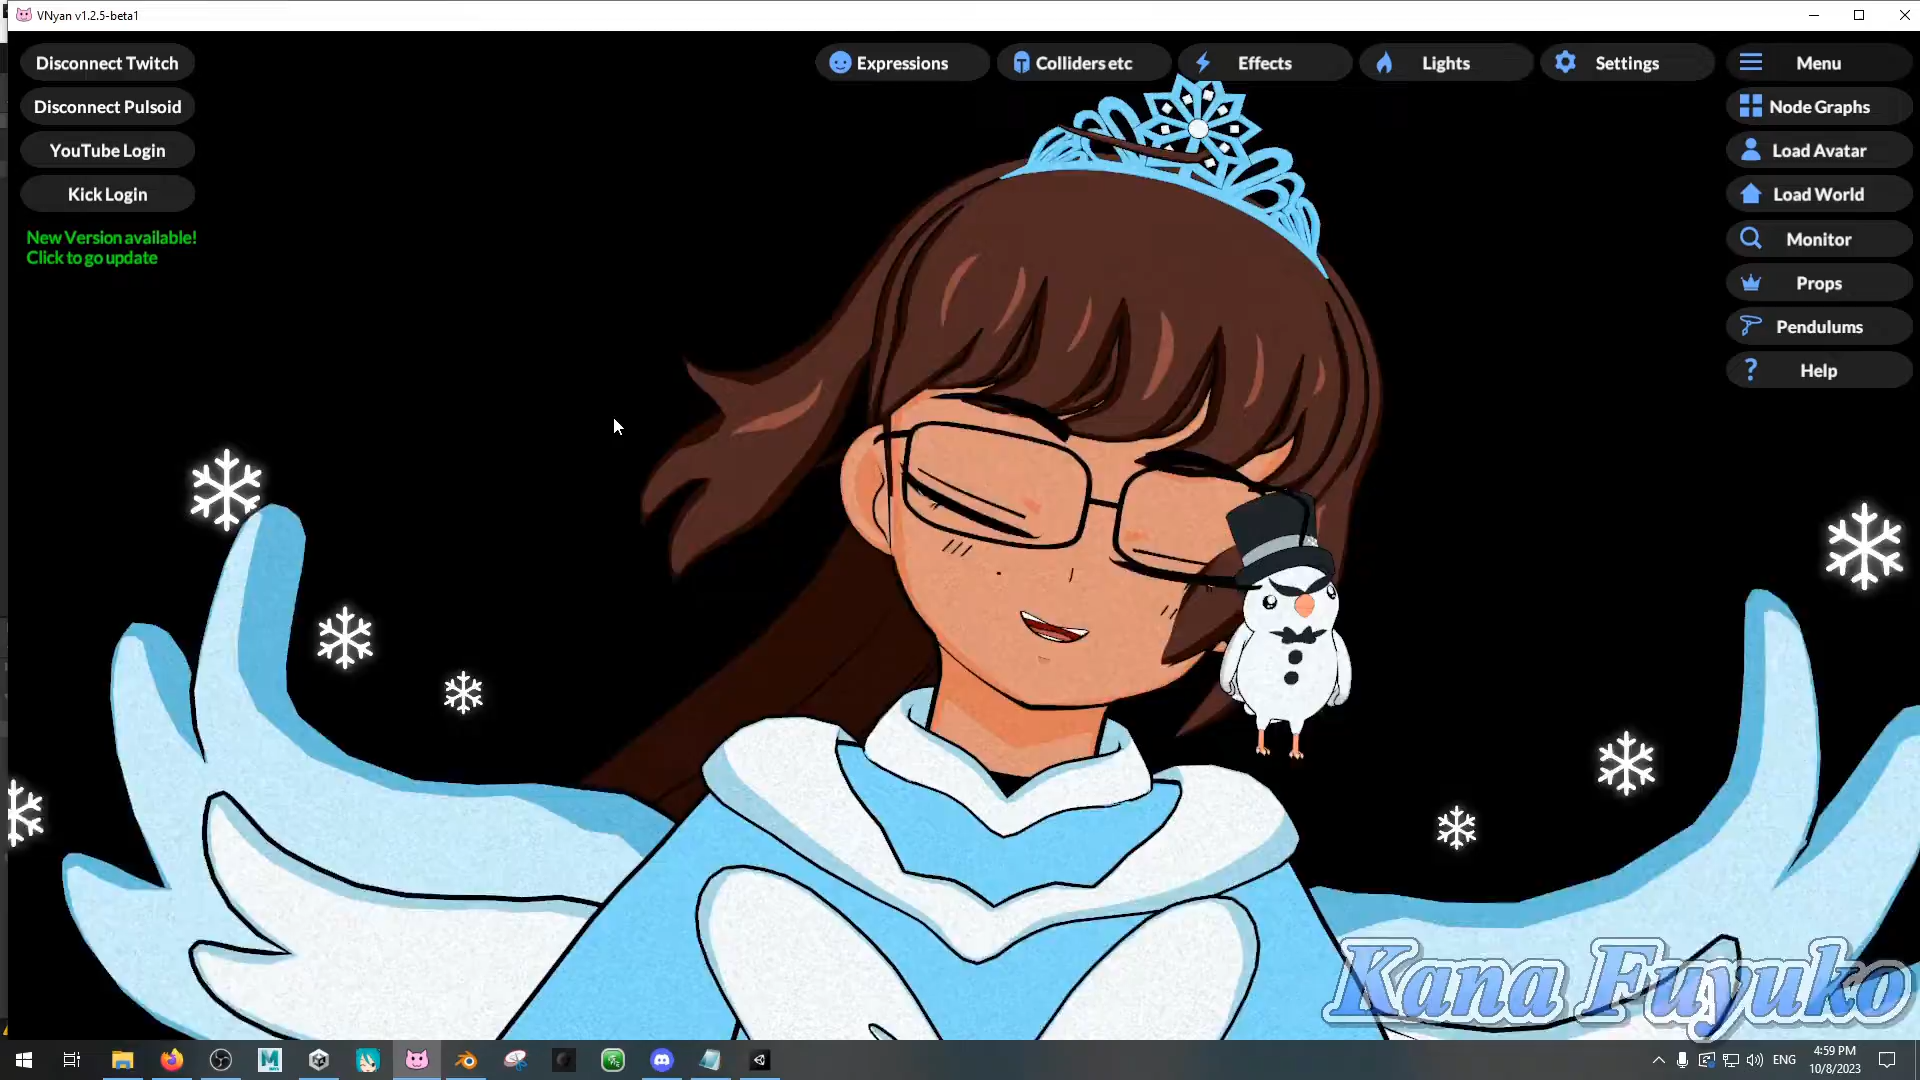 VNyan v1.2.5-beta1
Disconnect Twitch
Disconnect Pulsoid
YouTube Login
Kick Login
New Version available!
Click to go update
Expressions
Colliders etc
Effects
Lights
Settings
Menu
Node Graphs
Load Avatar
Load World
Monitor
Props
Pendulums
Help
Kana Fuyuko
ENG
4:59 PM
10/8/2023